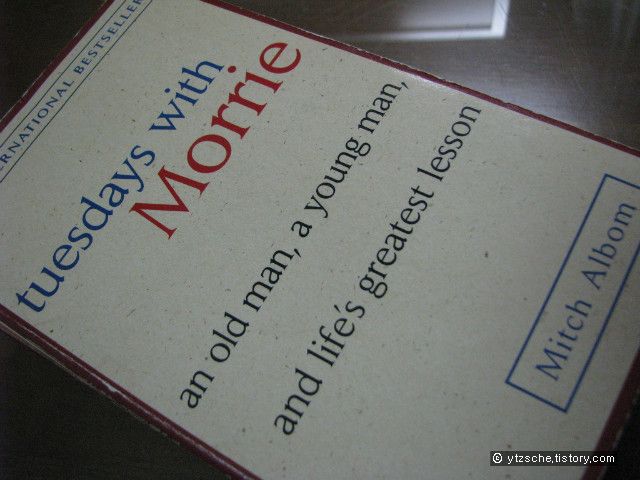 RNATIONAL BESTSELLER
tuesdays with
Morrie
an old man, a young man,
and life's greatest lesson
Mitch Albom
© ytzsche.tistory.com